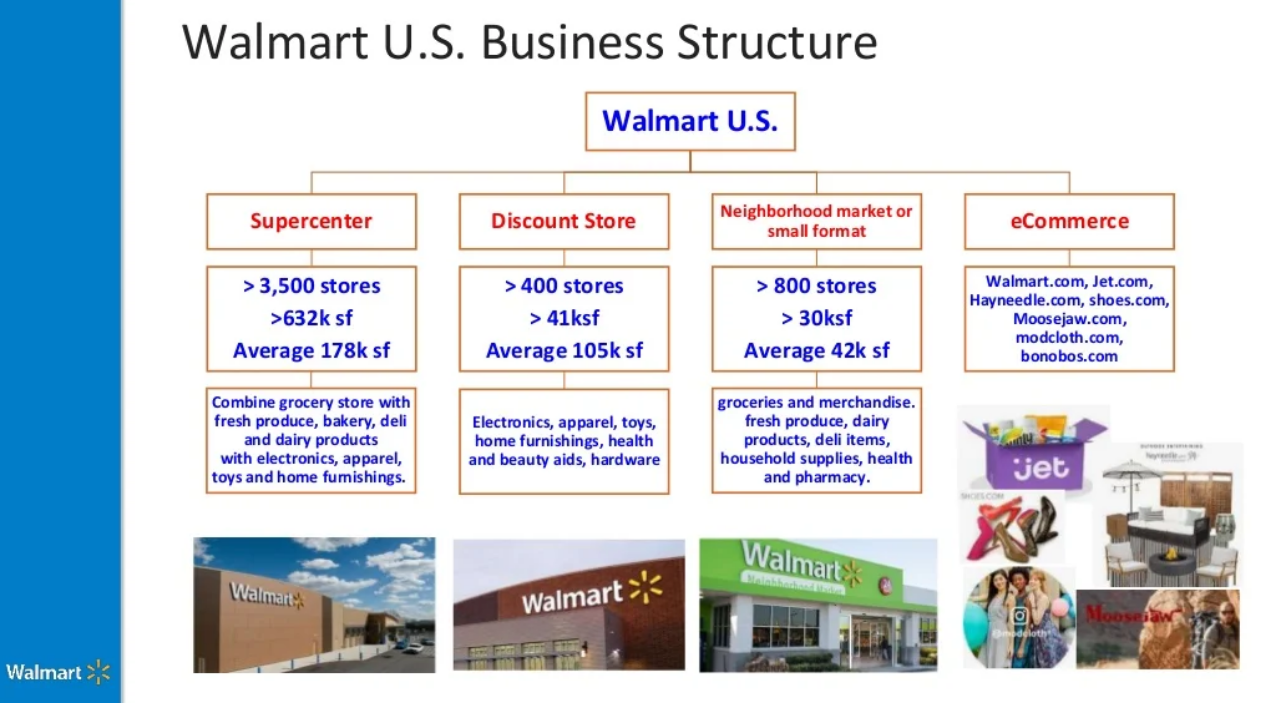 Walmart U.S. Business Structure
Walmart U.S.
Supercenter
> 3,500 stores
>632k sf
Average 178k sf
Combine grocery store with
fresh produce, bakery, deli
and dairy products
with electronics, apparel,
toys and home furnishings.
Discount Store
> 400 stores
> 41ksf
Average 105k sf
Electronics, apparel, toys,
home furnishings, health
and beauty aids, hardware
Neighborhood market or
small format
> 800 stores
> 30ksf
Average 42k sf
groceries and merchandise.
fresh produce, dairy
products, deli items,
household supplies, health
and pharmacy.
eCommerce
Walmart.com, Jet.com,
Hayneedle.com, shoes.com,
Moosejaw.com,
modcloth.com,
bonobos.com
jet
OUTDOOR ENTERTAINING
hayneedle
SHOES.COM
@modcloth
Moosejaw
Walmart
Walmart
Walmart
Neighborhood Market
Walmart